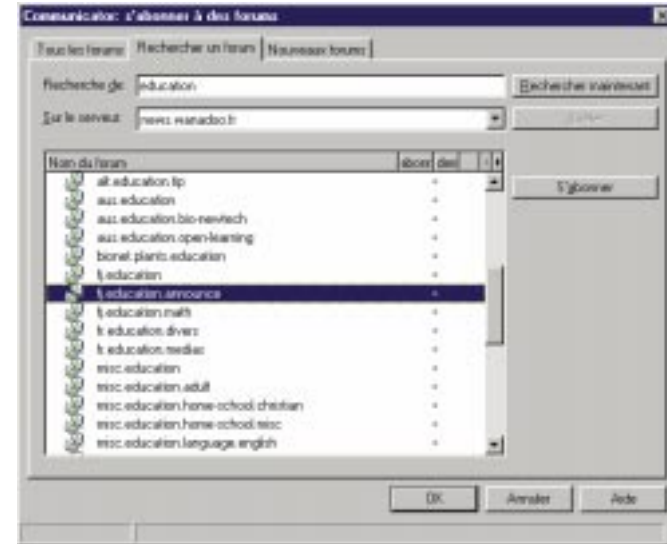 Communicator: s'abonner à des forums
Tous les forums
Rechercher un forum
Nouveaux forums
Recherche de:
education
Rechercher maintenant
Sur le serveur:
news.wanadoo.fr
Nom du forum
abon
des
alt.education.tip
S'abonner
aus.education
aus.education.bio-newtech
aus.education.open-learning
bionet.plants.education
fj.education
fj.education.announce
fj.education.math
fr.education.divers
fr.education.medias
misc.education
misc.education.adult
misc.education.home-school.christian
misc.education.home-school.misc
misc.education.language.english
OK
Annuler
Aide